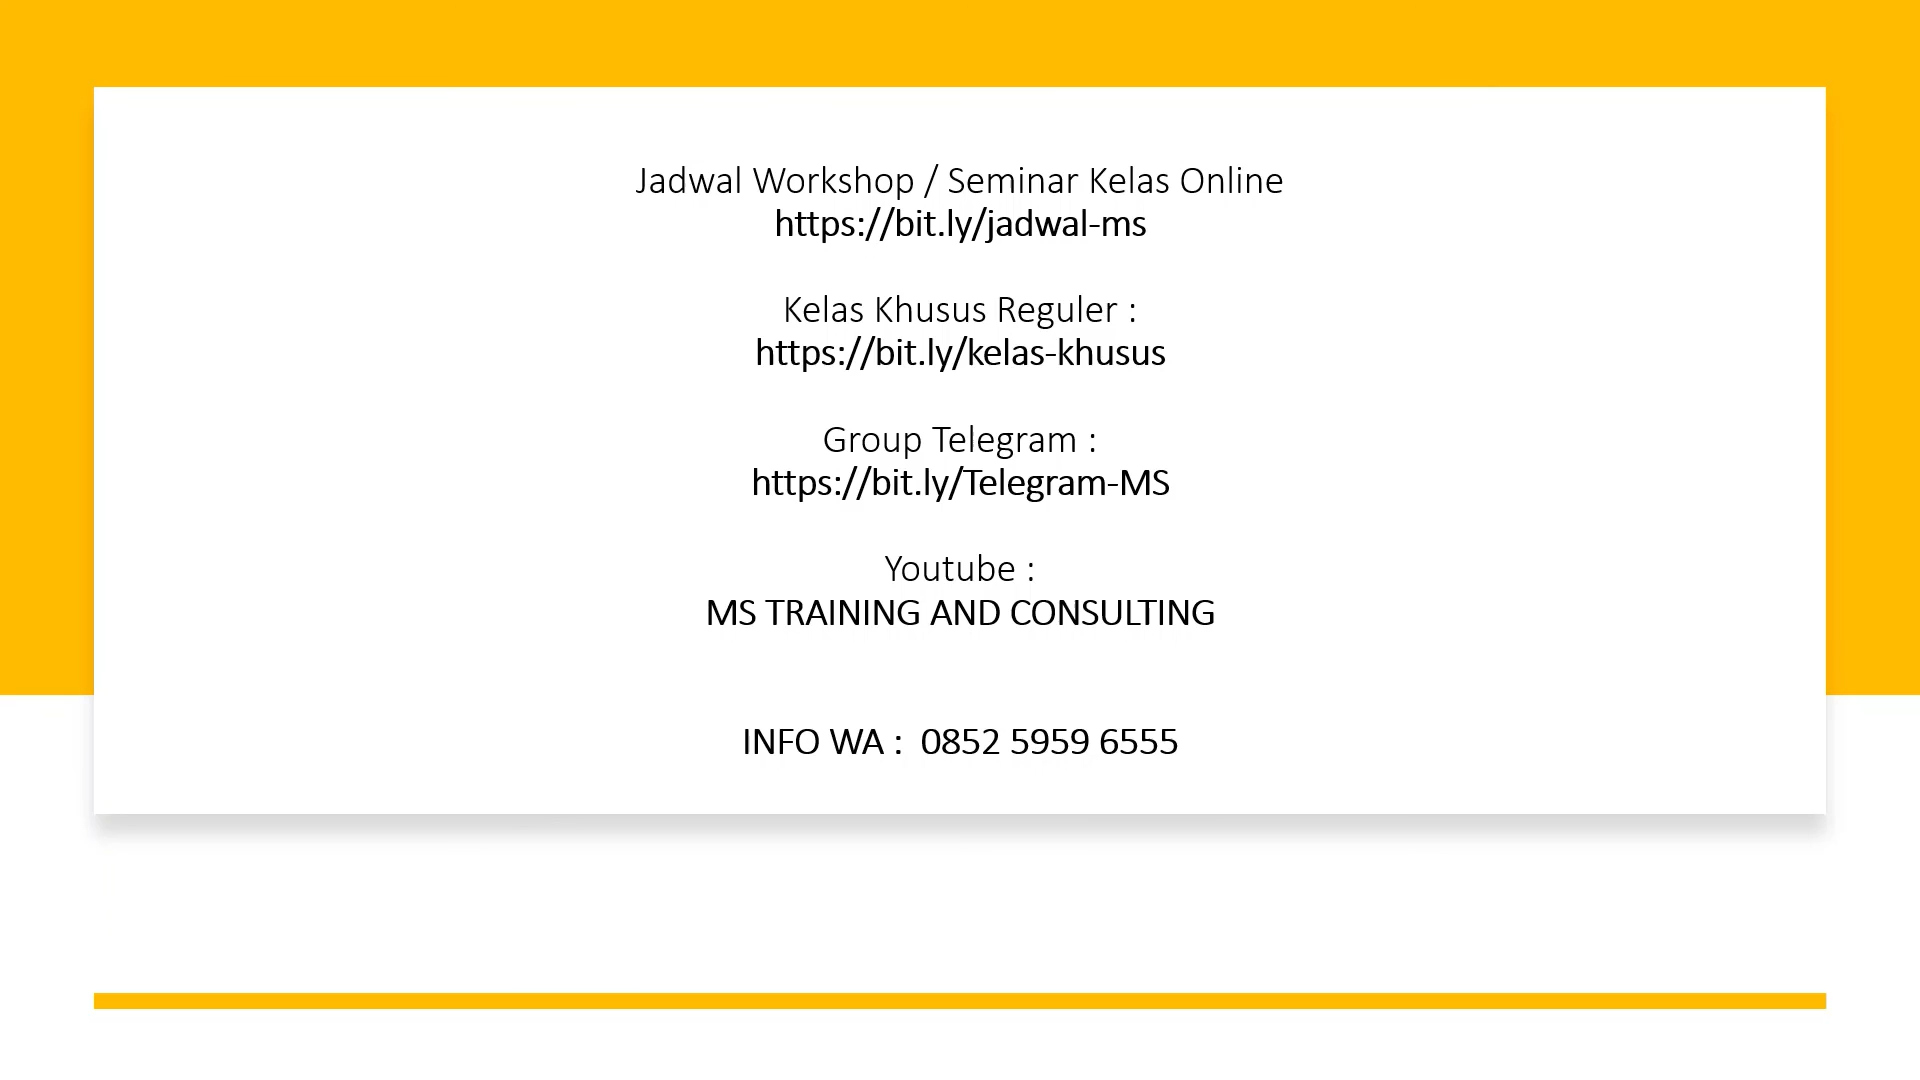 Jadwal Workshop / Seminar Kelas Online
https://bit.ly/jadwal-ms
Kelas Khusus Reguler :
https://bit.ly/kelas-khusus
Group Telegram :
https://bit.ly/Telegram-MS
Youtube :
MS TRAINING AND CONSULTING
INFO WA :  0852 5959 6555